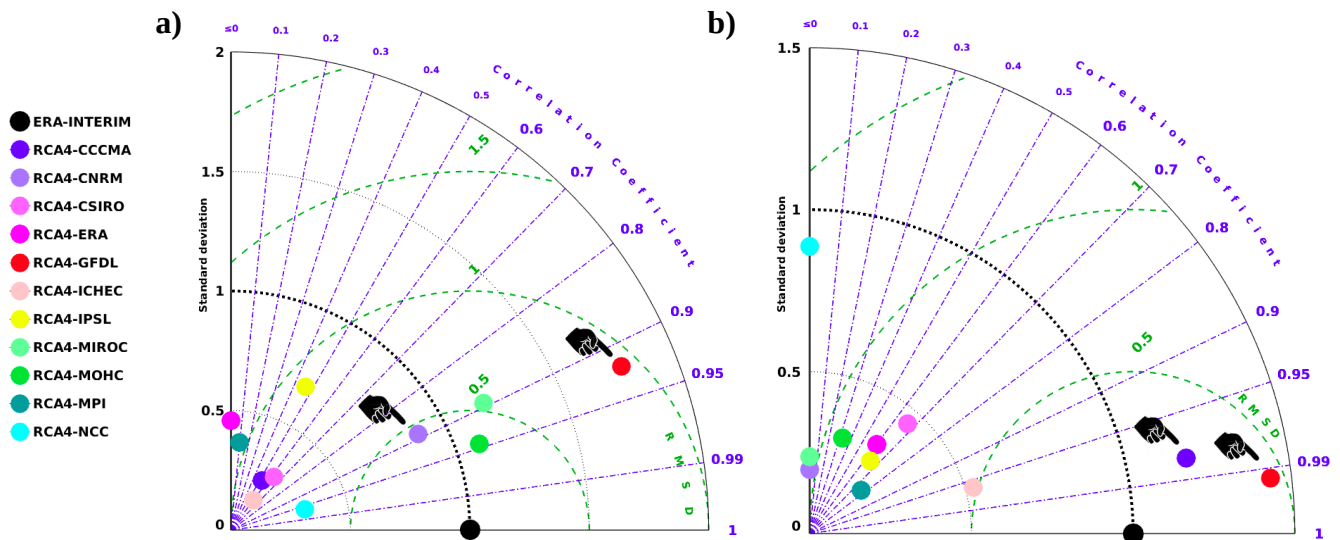 a)
b)
ERA-INTERIM
RCA4-CCCMA
RCA4-CNRM
RCA4-CSIRO
RCA4-ERA
RCA4-GFDL
RCA4-ICHEC
RCA4-IPSL
RCA4-MIROC
RCA4-MOHC
RCA4-MPI
RCA4-NCC
Standard deviation
2
1.5
1
0.5
0
≤0
0.1
0.2
0.3
0.4
0.5
0.6
0.7
0.8
0.9
0.95
0.99
1
Correlation Coefficient
1.5
1
0.5
RMSD
Standard deviation
1.5
1
0.5
0
≤0
0.1
0.2
0.3
0.4
0.5
0.6
0.7
0.8
0.9
0.95
0.99
1
Correlation Coefficient
1
0.5
RMSD